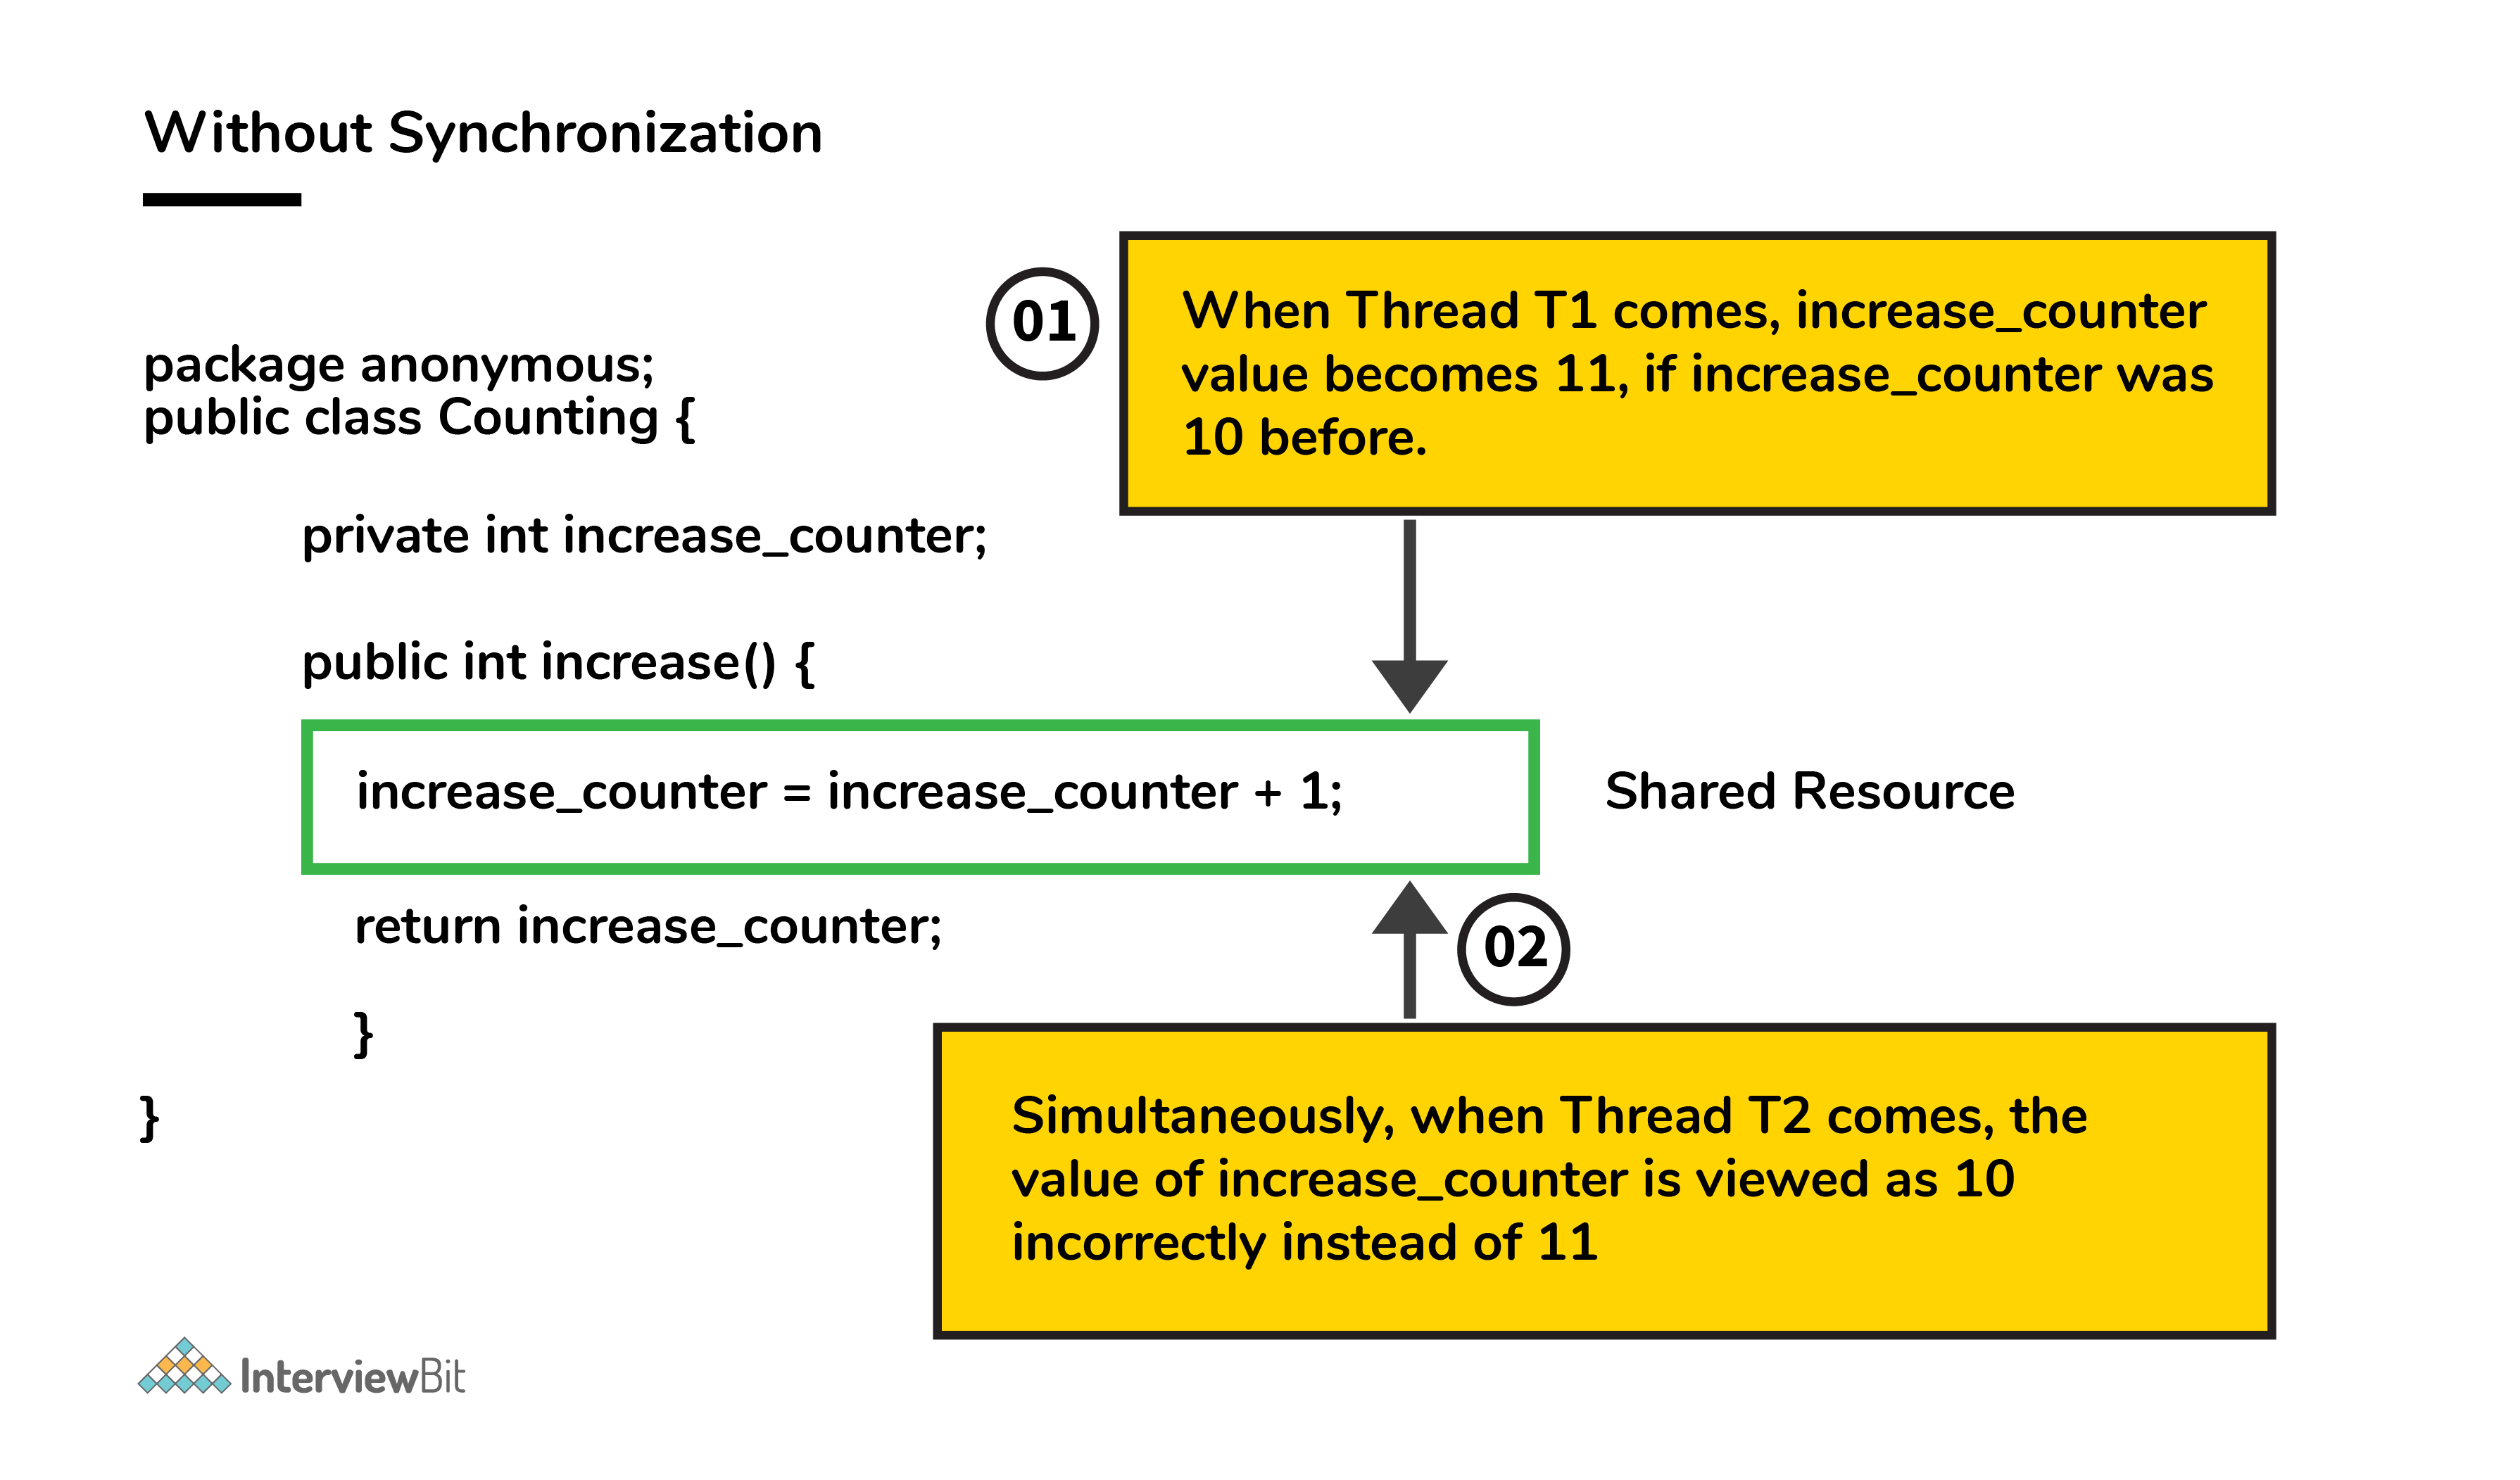 Without Synchronization
package anonymous;
public class Counting {
private int increase_counter;
public int increase() {
increase_counter = increase_counter + 1;
return increase_counter;
}
}
01
When Thread T1 comes, increase_counter
value becomes 11, if increase_counter was
10 before.
Shared Resource
02
Simultaneously, when Thread T2 comes, the
value of increase_counter is viewed as 10
incorrectly instead of 11
InterviewBit